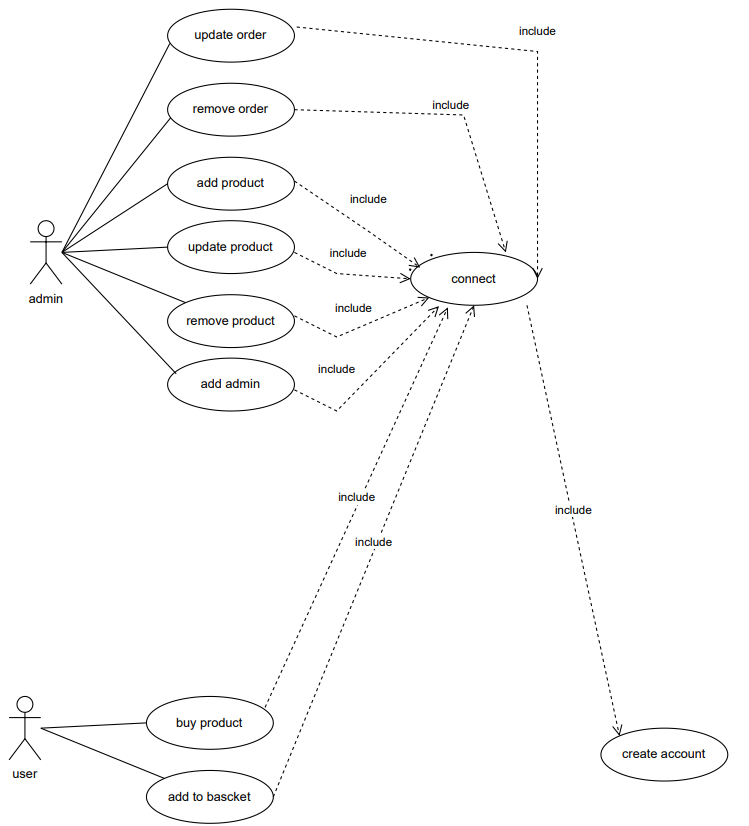 update order
include
remove order
include
add product
include
update product
include
connect
admin
remove product
include
add admin
include
include
include
include
buy product
user
create account
add to bascket